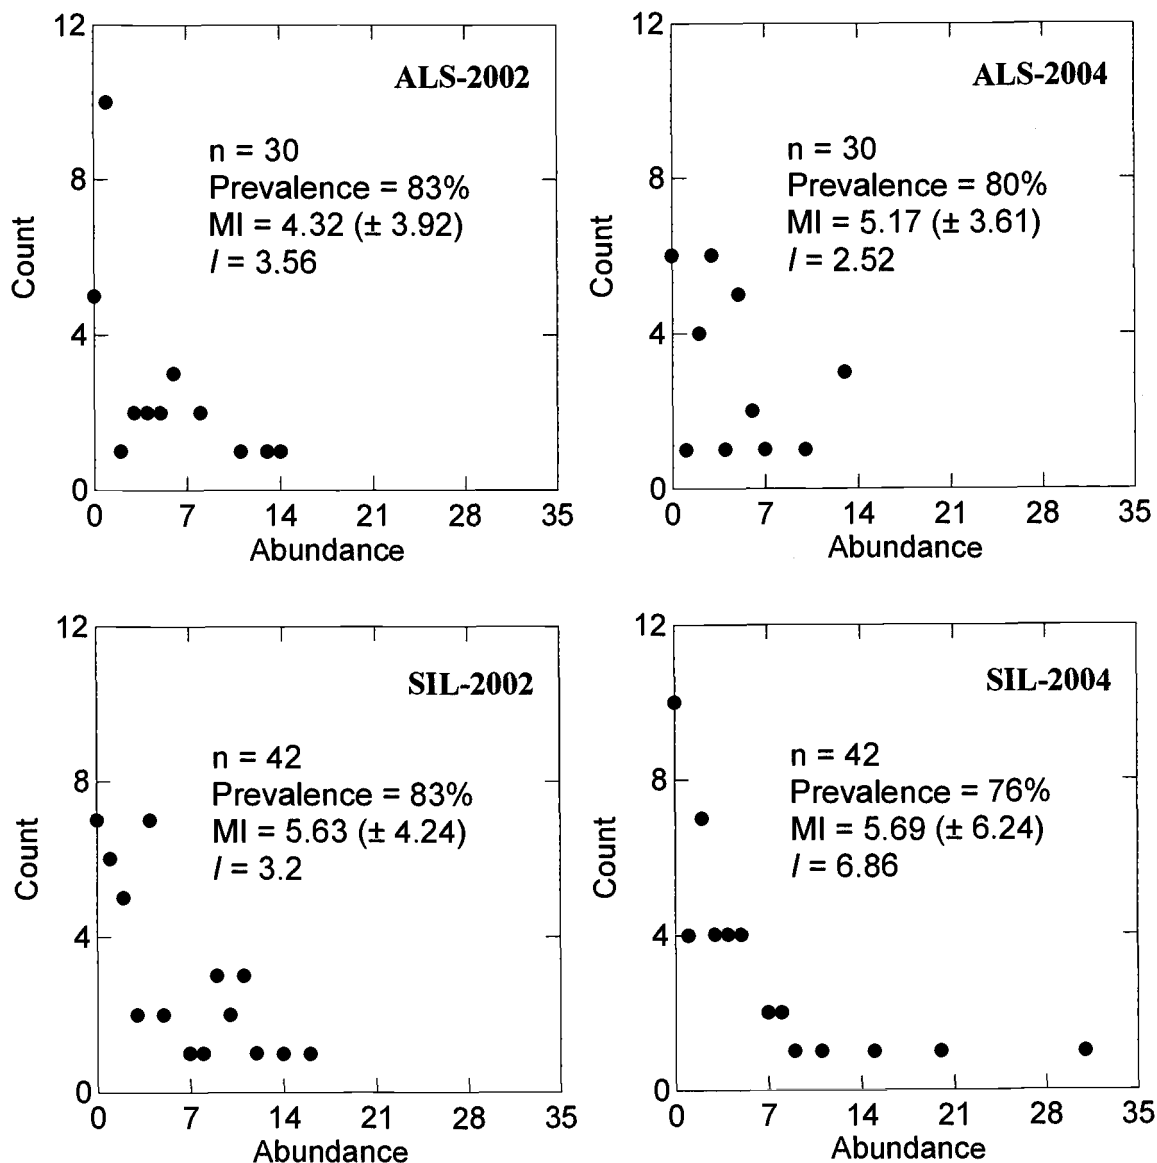 12
8
4
0
Count
ALS-2002
n = 30
Prevalence = 83%
MI = 4.32 (± 3.92)
I = 3.56
0 7 14 21 28 35
Abundance
12
8
4
0
Count
ALS-2004
n = 30
Prevalence = 80%
MI = 5.17 (± 3.61)
I = 2.52
0 7 14 21 28 35
Abundance
12
8
4
0
Count
SIL-2002
n = 42
Prevalence = 83%
MI = 5.63 (± 4.24)
I = 3.2
0 7 14 21 28 35
Abundance
12
8
4
0
Count
SIL-2004
n = 42
Prevalence = 76%
MI = 5.69 (± 6.24)
I = 6.86
0 7 14 21 28 35
Abundance